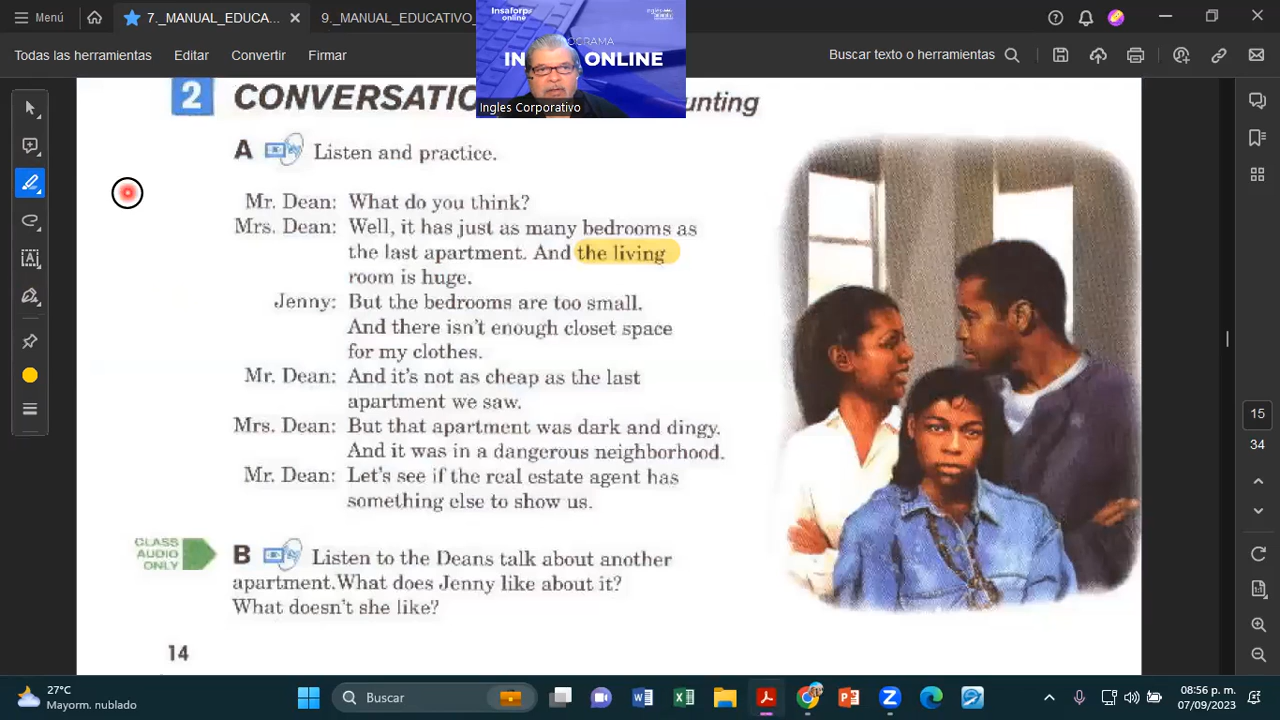 Menú
7._MANUAL_EDUCA...
9._MANUAL_EDUCATIVO_
Insaforp
online
ONLINE
Ingles Corporativo
Todas las herramientas
Editar
Convertir
Firmar
Buscar texto o herramientas
2 CONVERSATIO
unting
A Listen and practice.
Mr. Dean: What do you think?
Mrs. Dean: Well, it has just as many bedrooms as
the last apartment. And the living
room is huge.
Jenny: But the bedrooms are too small.
And there isn't enough closet space
for my clothes.
Mr. Dean: And it's not as cheap as the last
apartment we saw.
Mrs. Dean: But that apartment was dark and dingy.
And it was in a dangerous neighborhood.
Mr. Dean: Let's see if the real estate agent has
something else to show us.
CLASS
AUDIO
ONLY
B Listen to the Deans talk about another
apartment. What does Jenny like about it?
What doesn't she like?
14
15
34
27°C
Mayorm. nublado
Buscar
08:56 p. m.
07/09/2023